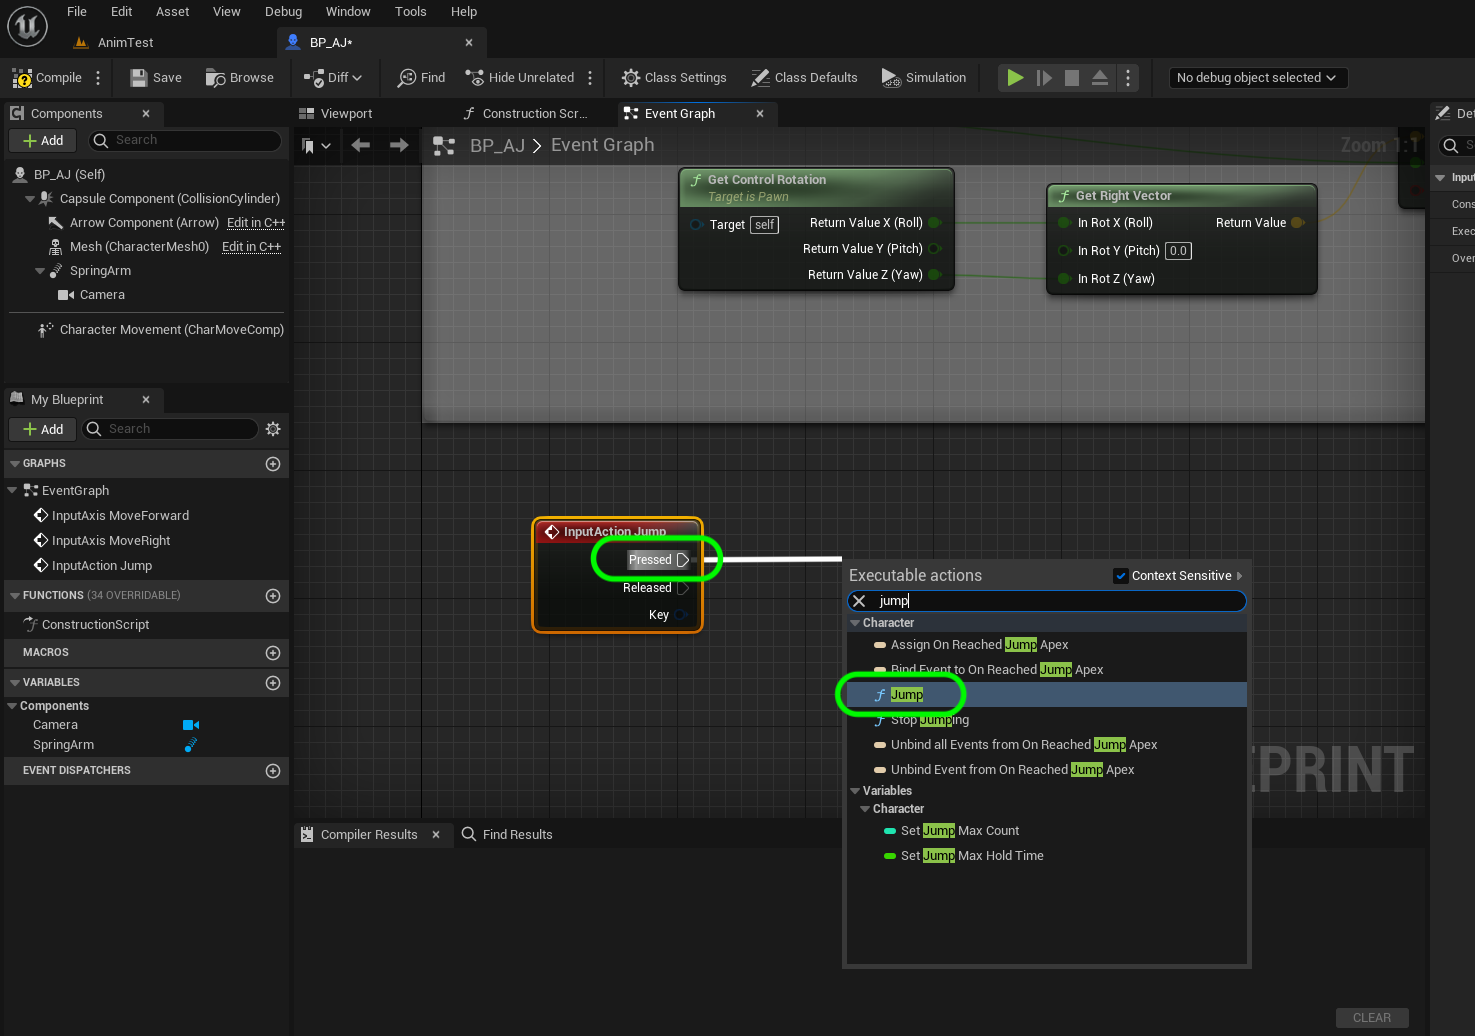 File Edit Asset View Debug Window Tools Help
AnimTest
BP_AJ*
Compile
Save
Browse
Diff
Find
Hide Unrelated
Class Settings
Class Defaults
Simulation
No debug object selected
Components
Add
Search
BP_AJ (Self)
Capsule Component (CollisionCylinder)
Arrow Component (Arrow) Edit in C++
Mesh (CharacterMesh0) Edit in C++
SpringArm
Camera
Character Movement (CharMoveComp)
My Blueprint
Add
Search
GRAPHS
EventGraph
InputAxis MoveForward
InputAxis MoveRight
InputAction Jump
FUNCTIONS (34 OVERRIDABLE)
ConstructionScript
MACROS
VARIABLES
Components
Camera
SpringArm
EVENT DISPATCHERS
Viewport
Construction Scr...
Event Graph
BP_AJ > Event Graph
Zoom 1:1
Get Control Rotation
Target is Pawn
Target self
Return Value X (Roll)
Return Value Y (Pitch)
Return Value Z (Yaw)
Get Right Vector
In Rot X (Roll) Return Value
In Rot Y (Pitch) 0.0
In Rot Z (Yaw)
InputAction Jump
Pressed
Released
Key
Executable actions
Context Sensitive
jump
Character
Assign On Reached Jump Apex
Bind Event to On Reached Jump Apex
Jump
Stop Jumping
Unbind all Events from On Reached Jump Apex
Unbind Event from On Reached Jump Apex
Variables
Character
Set Jump Max Count
Set Jump Max Hold Time
EPRINT
Compiler Results
Find Results
CLEAR
Det
S
Input
Cons
Exec
Over